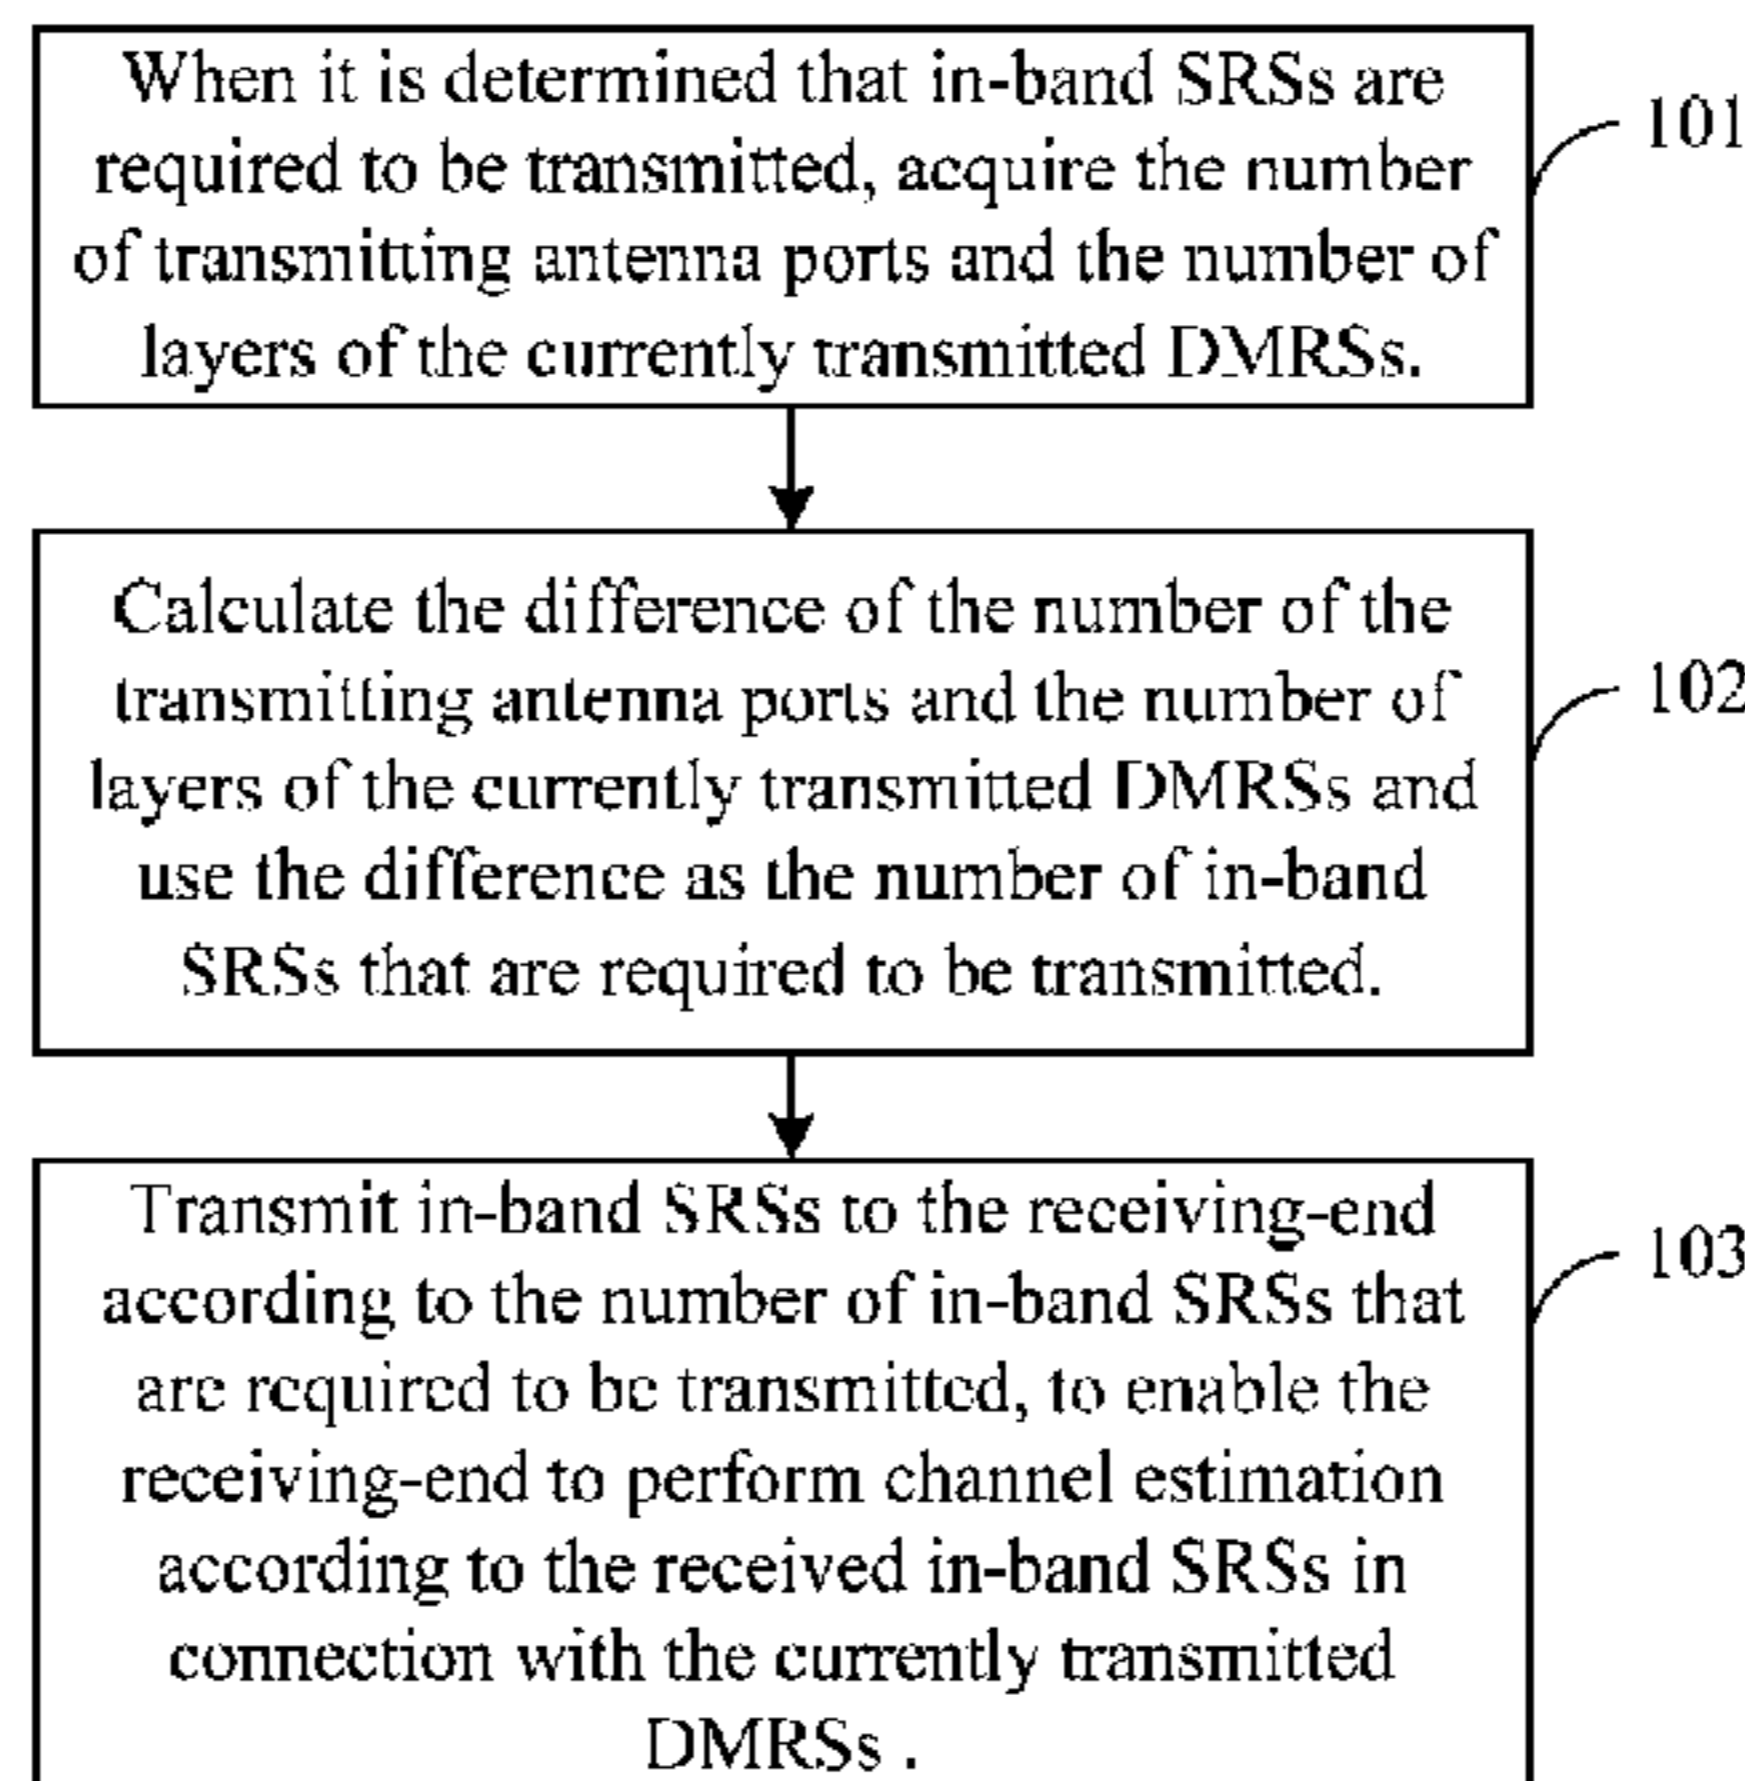 When it is determined that in-band SRSs are
required to be transmitted, acquire the number
of transmitting antenna ports and the number of
layers of the currently transmitted DMRSs.
101
Calculate the difference of the number of the
transmitting antenna ports and the number of
layers of the currently transmitted DMRSs and
use the difference as the number of in-band
SRSs that are required to be transmitted.
102
Transmit in-band SRSs to the receiving-end
according to the number of in-band SRSs that
are required to be transmitted, to enable the
receiving-end to perform channel estimation
according to the received in-band SRSs in
connection with the currently transmitted
DMRSs .
103